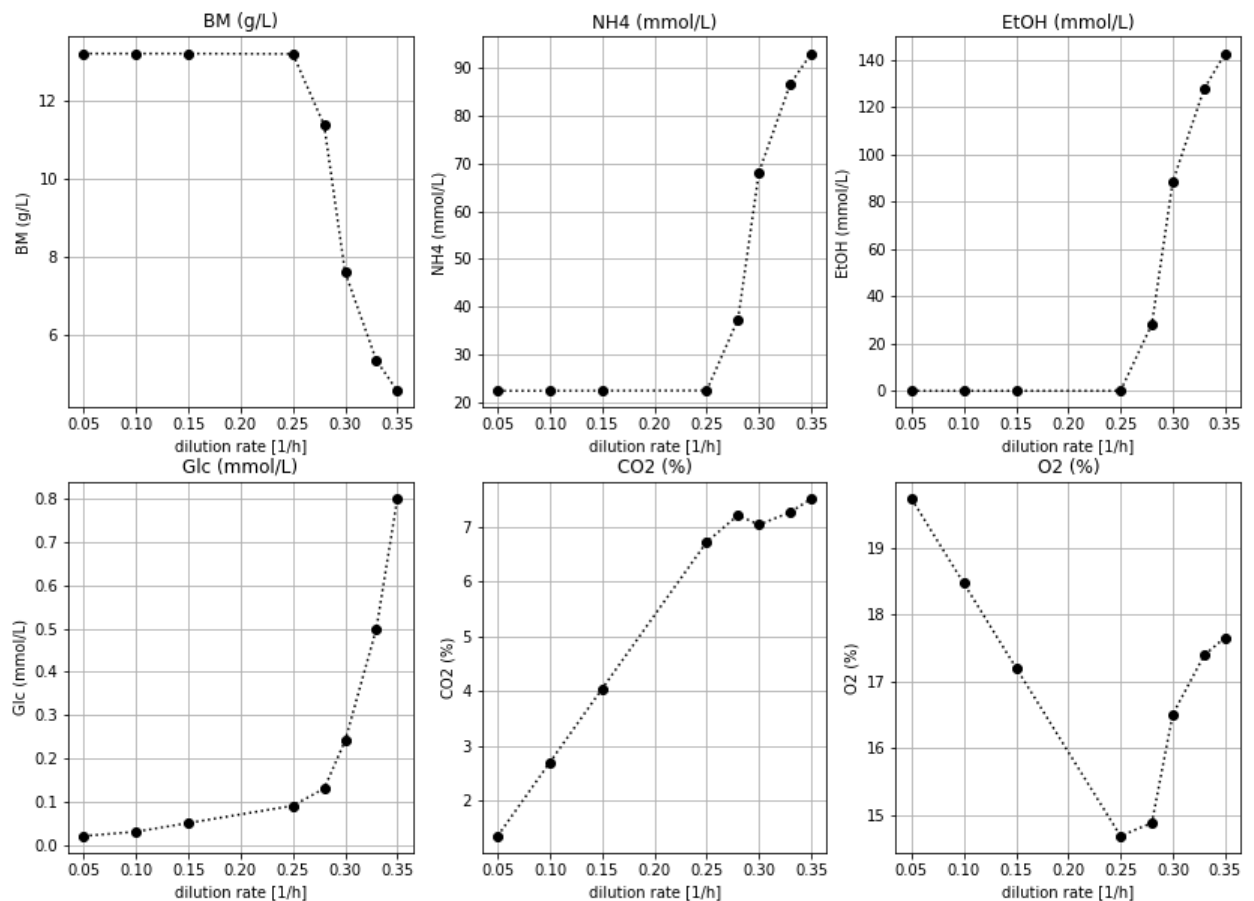 BM (g/L)
NH4 (mmol/L)
EtOH (mmol/L)
BM (g/L)
12
10
8
6
0.05 0.10 0.15 0.20 0.25 0.30 0.35
dilution rate [1/h]
NH4 (mmol/L)
90
80
70
60
50
40
30
20
0.05 0.10 0.15 0.20 0.25 0.30 0.35
dilution rate [1/h]
EtOH (mmol/L)
140
120
100
80
60
40
20
0
0.05 0.10 0.15 0.20 0.25 0.30 0.35
dilution rate [1/h]
Glc (mmol/L)
CO2 (%)
O2 (%)
Glc (mmol/L)
0.8
0.7
0.6
0.5
0.4
0.3
0.2
0.1
0.0
0.05 0.10 0.15 0.20 0.25 0.30 0.35
dilution rate [1/h]
CO2 (%)
7
6
5
4
3
2
0.05 0.10 0.15 0.20 0.25 0.30 0.35
dilution rate [1/h]
O2 (%)
19
18
17
16
15
0.05 0.10 0.15 0.20 0.25 0.30 0.35
dilution rate [1/h]